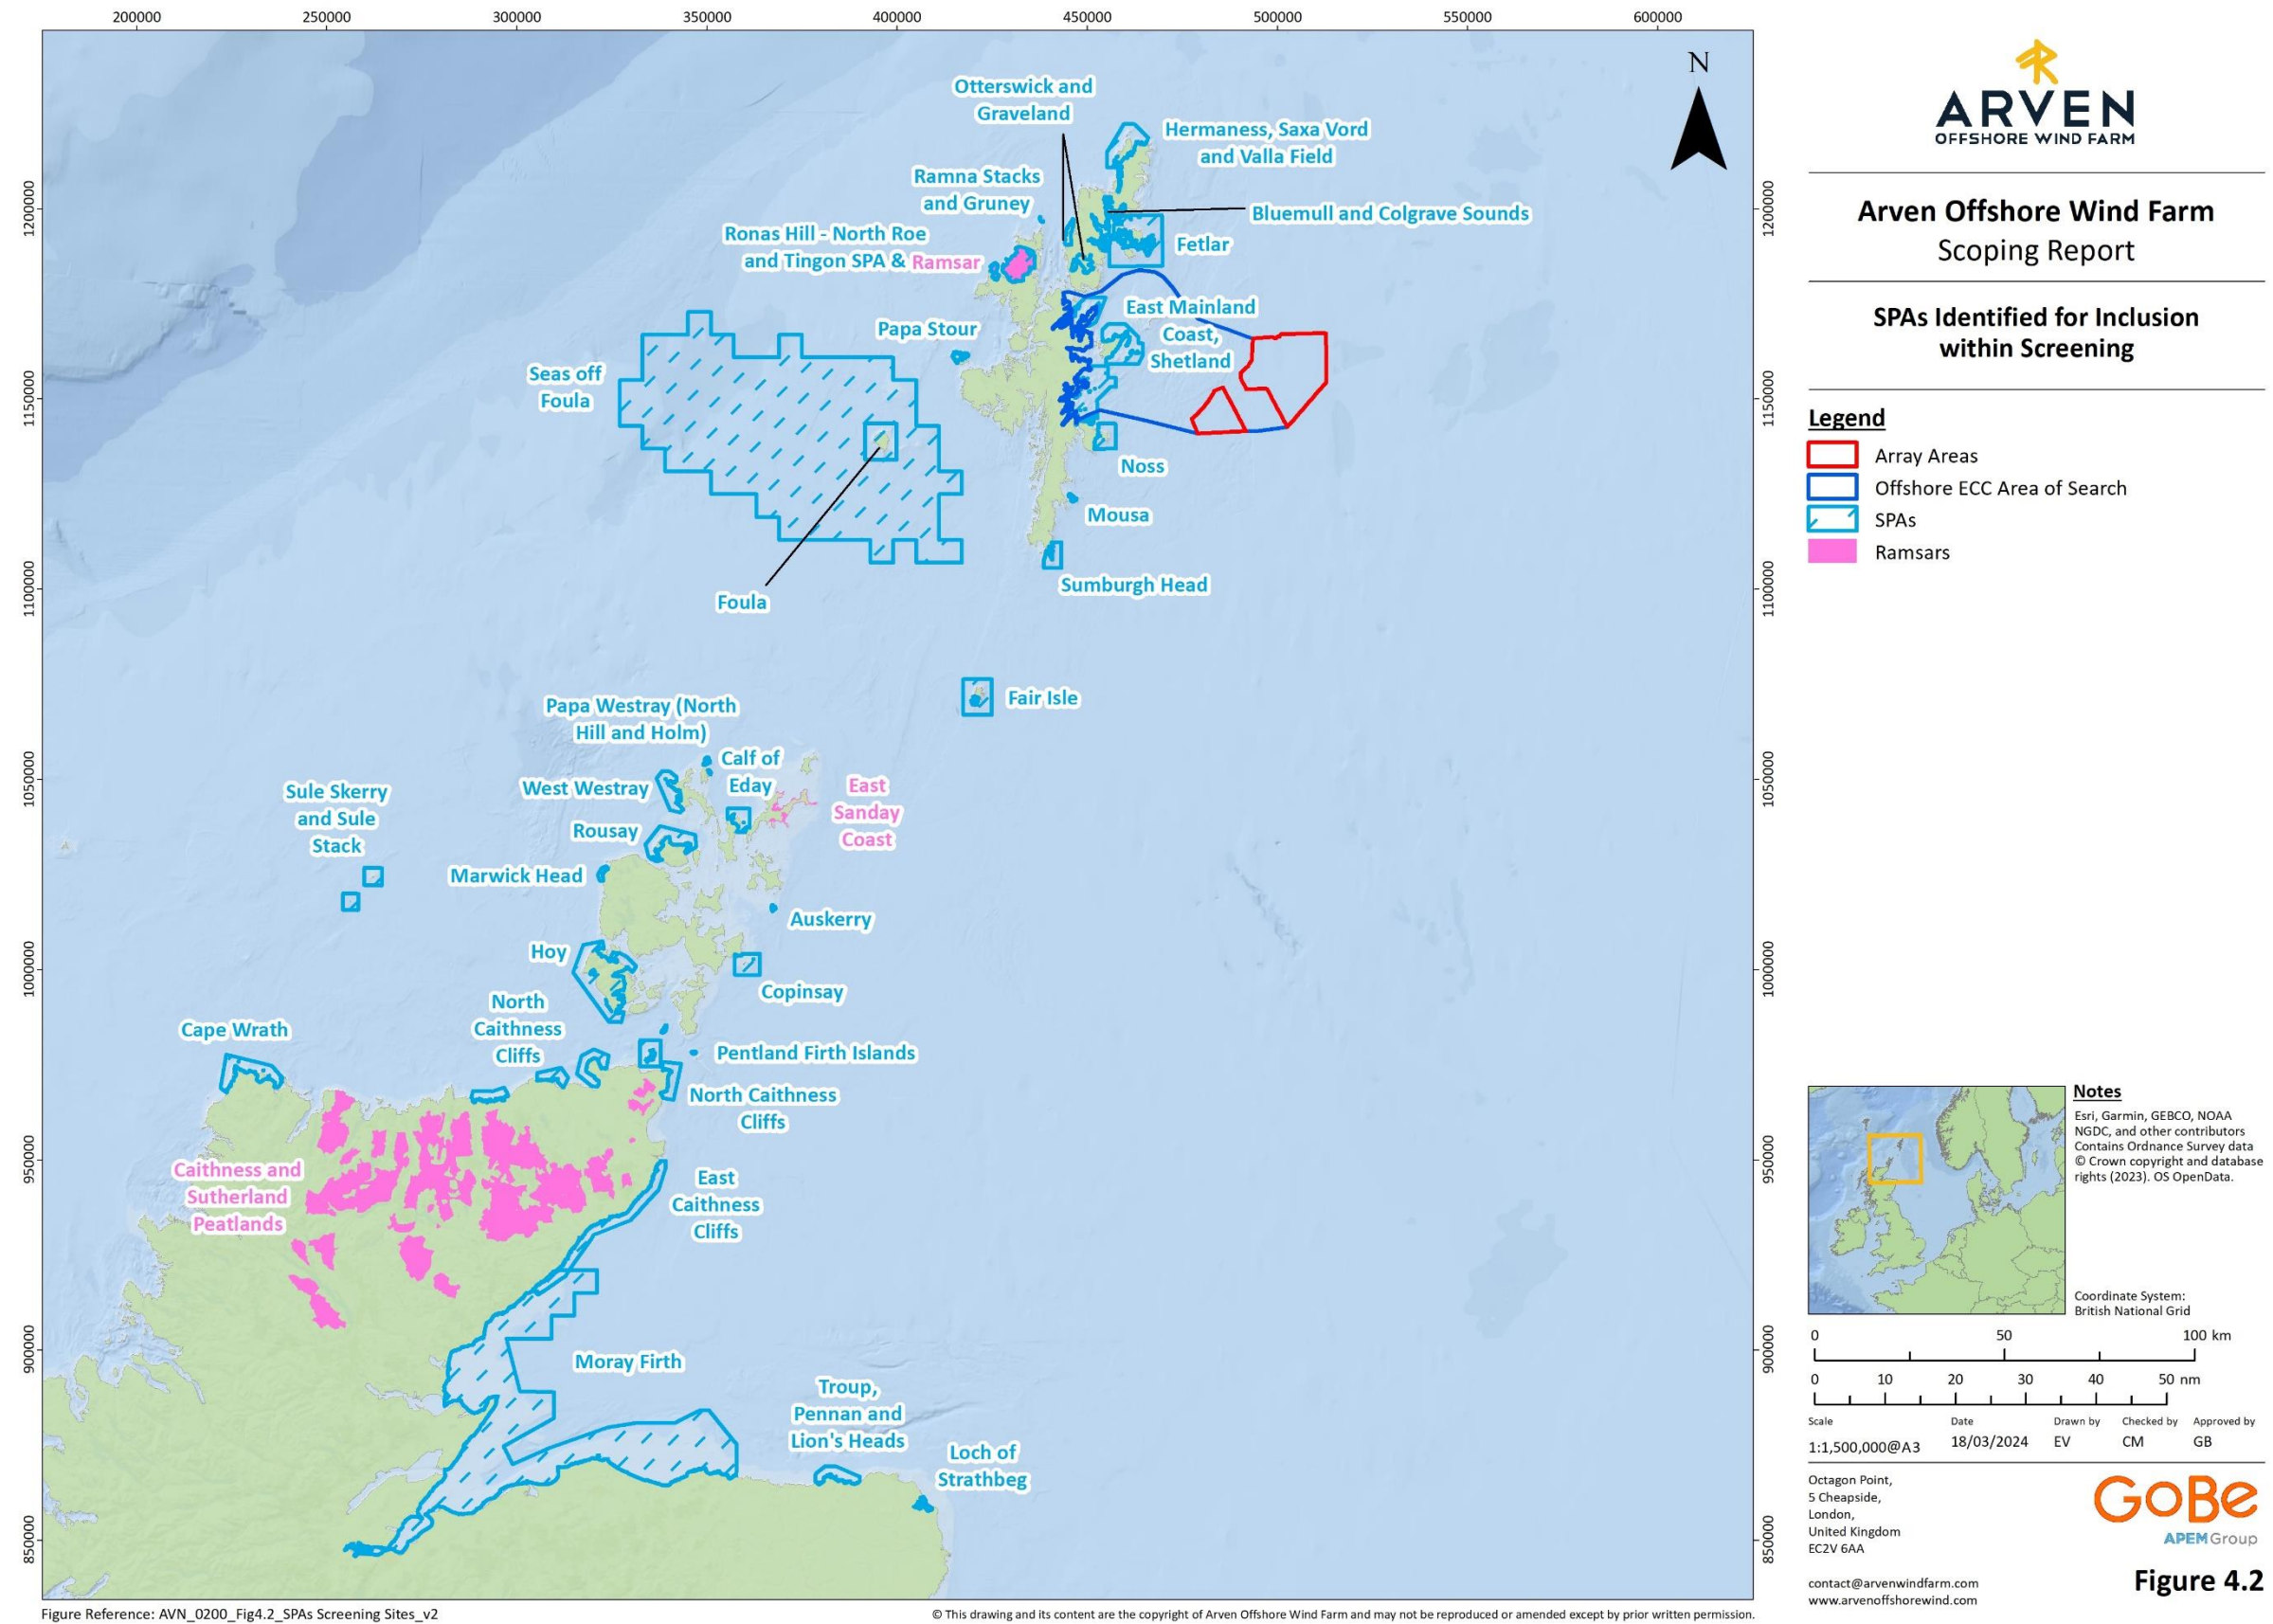 200000 250000 300000 350000 400000 450000 500000 550000 600000
N
Otterswick and
Graveland
Hermaness, Saxa Vord
and Valla Field
Ramna Stacks
and Gruney
Bluemull and Colgrave Sounds
Ronas Hill - North Roe
and Tingon SPA & Ramsar
Fetlar
East Mainland
Coast,
Shetland
Papa Stour
Seas off
Foula
Noss
Mousa
Sumburgh Head
Foula
Fair Isle
Papa Westray (North
Hill and Holm)
Calf of
Eday
West Westray
East
Sanday
Coast
Sule Skerry
and Sule
Stack
Rousay
Marwick Head
Auskerry
Hoy
Copinsay
North
Caithness
Cliffs
Cape Wrath
Pentland Firth Islands
North Caithness
Cliffs
Caithness and
Sutherland
Peatlands
East
Caithness
Cliffs
Moray Firth
Troup,
Pennan and
Lion's Heads
Loch of
Strathbeg
1200000
1150000
1100000
1050000
1000000
950000
900000
850000
1200000
1150000
1100000
1050000
1000000
950000
900000
850000
Figure Reference: AVN_0200_Fig4.2_SPAs Screening Sites_v2
© This drawing and its content are the copyright of Arven Offshore Wind Farm and may not be reproduced or amended except by prior written permission.
ARVEN
OFFSHORE WIND FARM
Arven Offshore Wind Farm
Scoping Report
SPAs Identified for Inclusion
within Screening
Legend
Array Areas
Offshore ECC Area of Search
SPAs
Ramsars
Notes
Esri, Garmin, GEBCO, NOAA
NGDC, and other contributors
Contains Ordnance Survey data
© Crown copyright and database
rights (2023). OS OpenData.
Coordinate System:
British National Grid
0 50 100 km
0 10 20 30 40 50 nm
Scale Date Drawn by Checked by Approved by
1:1,500,000@A3 18/03/2024 EV CM GB
Octagon Point,
5 Cheapside,
London,
United Kingdom
EC2V 6AA
GoBe
APEMGroup
contact@arvenwindfarm.com
www.arvenoffshorewind.com
Figure 4.2